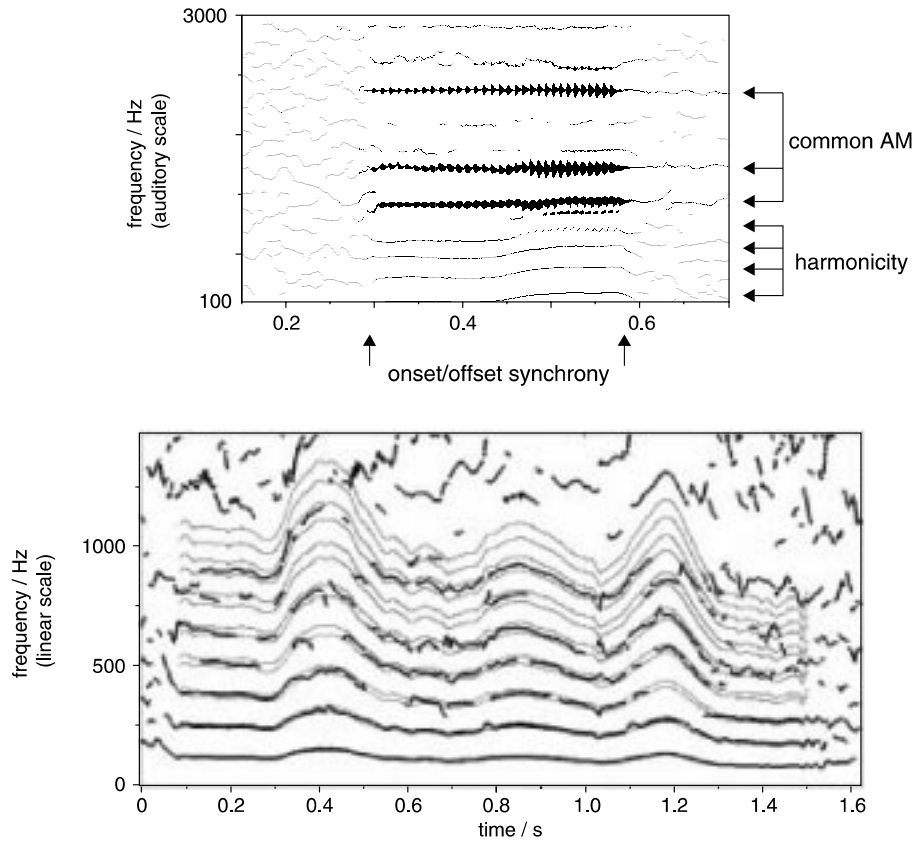 3000
frequency / Hz
(auditory scale)
100
0.2
0.4
0.6
common AM
harmonicity
onset/offset synchrony
frequency / Hz
(linear scale)
1000
500
0
0
0.2
0.4
0.6
0.8
1.0
1.2
1.4
1.6
time / s